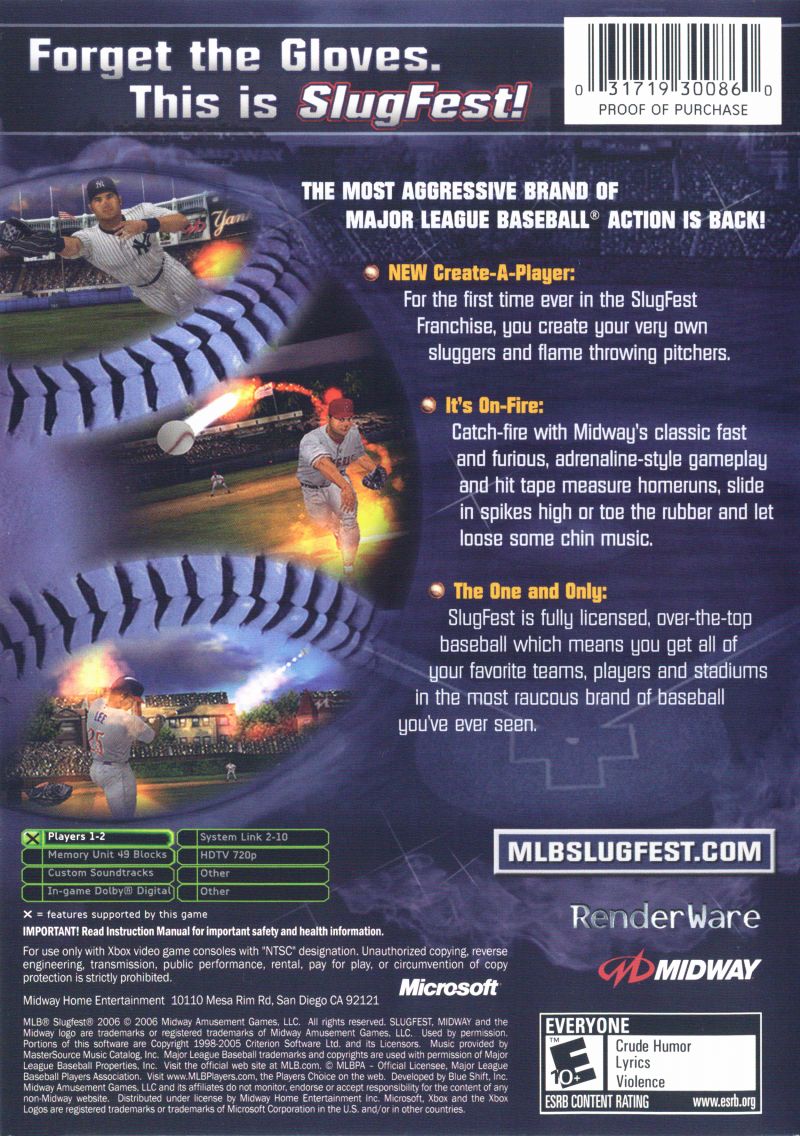 Forget the Gloves.
This is SlugFest!
0 31719 30086 0
PROOF OF PURCHASE
THE MOST AGGRESSIVE BRAND OF
MAJOR LEAGUE BASEBALL® ACTION IS BACK!
NEW Create-A-Player:
For the first time ever in the SlugFest
Franchise, you create your very own
sluggers and flame throwing pitchers.
It's On-Fire:
Catch-fire with Midway's classic fast
and furious, adrenaline-style gameplay
and hit tape measure homeruns, slide
in spikes high or toe the rubber and let
loose some chin music.
The One and Only:
SlugFest is fully licensed, over-the-top
baseball which means you get all of
your favorite teams, players and stadiums
in the most raucous brand of baseball
you've ever seen.
LEE
25
X Players 1-2
Memory Unit 49 Blocks
Custom Soundtracks
In-game Dolby® Digital
System Link 2-10
HDTV 720p
Other
Other
X = features supported by this game
IMPORTANT! Read Instruction Manual for important safety and health information.
For use only with Xbox video game consoles with "NTSC" designation. Unauthorized copying, reverse
engineering, transmission, public performance, rental, pay for play, or circumvention of copy
protection is strictly prohibited.
Microsoft
Midway Home Entertainment 10110 Mesa Rim Rd, San Diego CA 92121
MLB® Slugfest® 2006 © 2006 Midway Amusement Games, LLC. All rights reserved. SLUGFEST, MIDWAY and the
Midway logo are trademarks or registered trademarks of Midway Amusement Games, LLC. Used by permission.
Portions of this software are Copyright 1998-2005 Criterion Software Ltd. and its Licensors. Music provided by
MasterSource Music Catalog, Inc. Major League Baseball trademarks and copyrights are used with permission of Major
League Baseball Properties, Inc. Visit the official web site at MLB.com. © MLBPA - Official Licensee, Major League
Baseball Players Association. Visit www.MLBPlayers.com, the Players Choice on the web. Developed by Blue Shift, Inc.
Midway Amusement Games, LLC and its affiliates do not monitor, endorse or accept responsibility for the content of any
non-Midway website. Distributed under license by Midway Home Entertainment Inc. Microsoft, Xbox and the Xbox
Logos are registered trademarks or trademarks of Microsoft Corporation in the U.S. and/or in other countries.
MLBSLUGFEST.COM
RenderWare
MIDWAY
EVERYONE
E
10+
™
Crude Humor
Lyrics
Violence
ESRB CONTENT RATING www.esrb.org